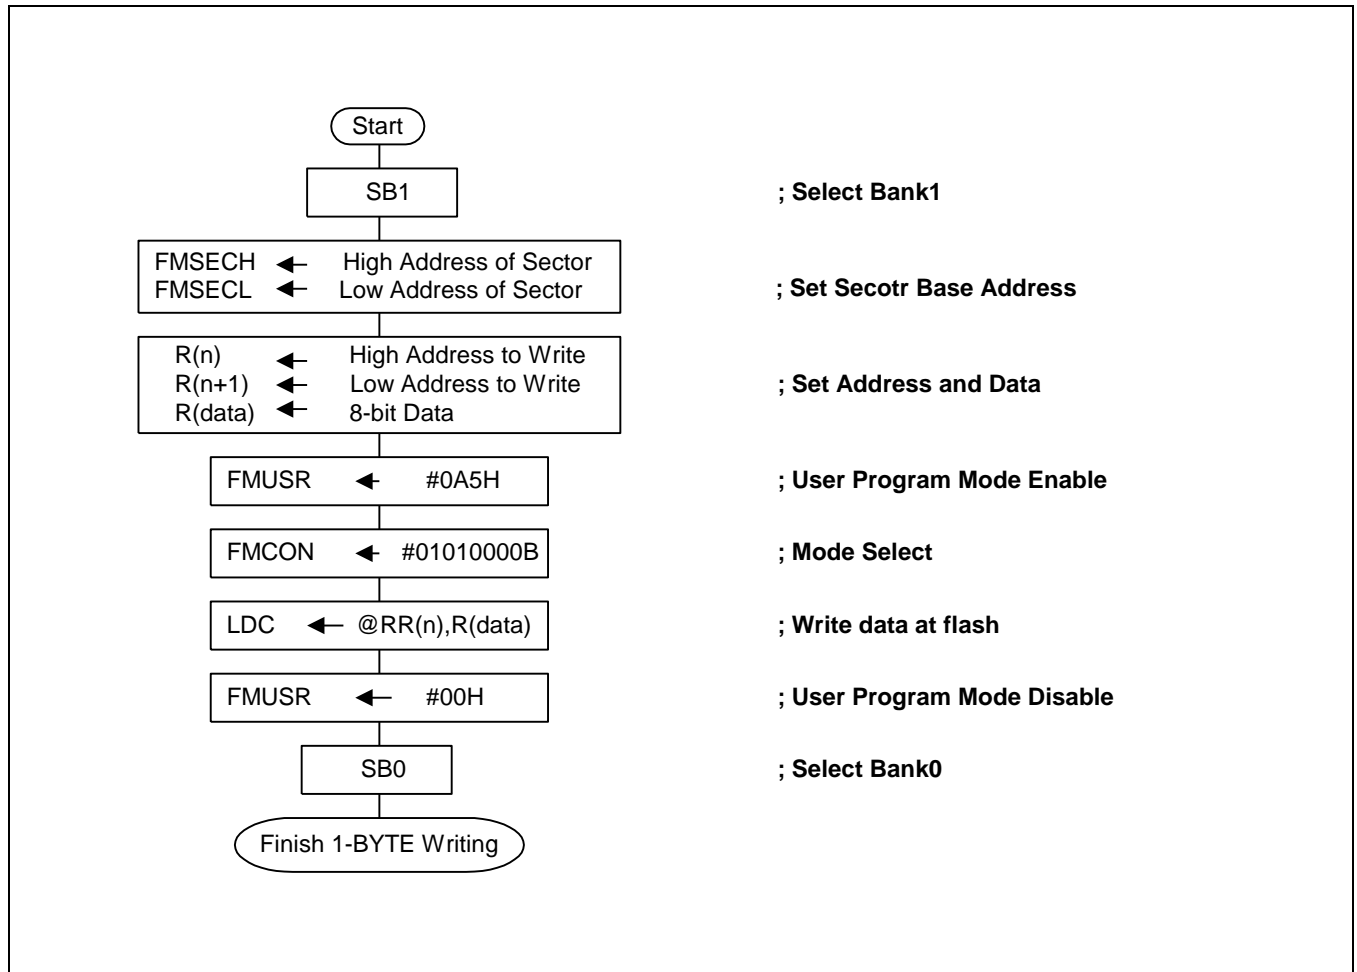 Start
SB1 ; Select Bank1
FMSECH ← High Address of Sector
FMSECL ← Low Address of Sector
; Set Secotr Base Address
R(n) ← High Address to Write
R(n+1) ← Low Address to Write ; Set Address and Data
R(data) ← 8-bit Data
FMUSR ← #0A5H ; User Program Mode Enable
FMCON ← #01010000B ; Mode Select
LDC ← @RR(n),R(data) ; Write data at flash
FMUSR ← #00H ; User Program Mode Disable
SB0 ; Select Bank0
Finish 1-BYTE Writing